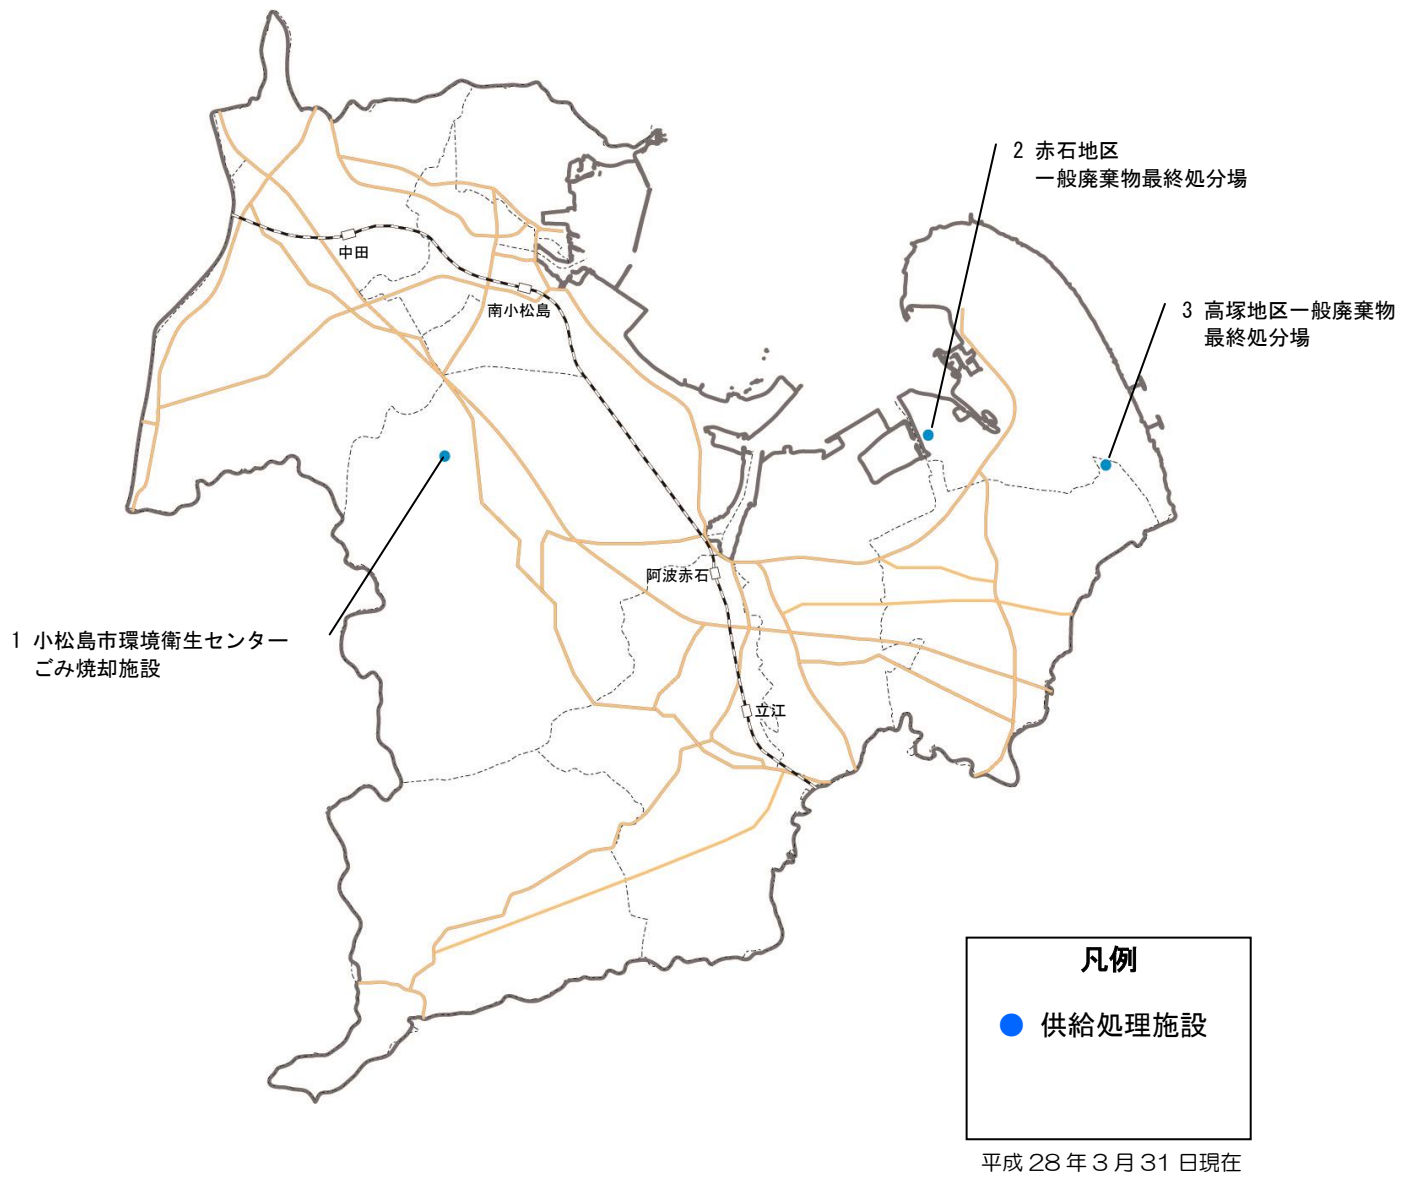 2 赤石地区
一般廃棄物最終処分場
中田
南小松島
3 高塚地区一般廃棄物
最終処分場
阿波赤石
1 小松島市環境衛生センター
ごみ焼却施設
立江
凡例
供給処理施設
平成28年3月31日現在